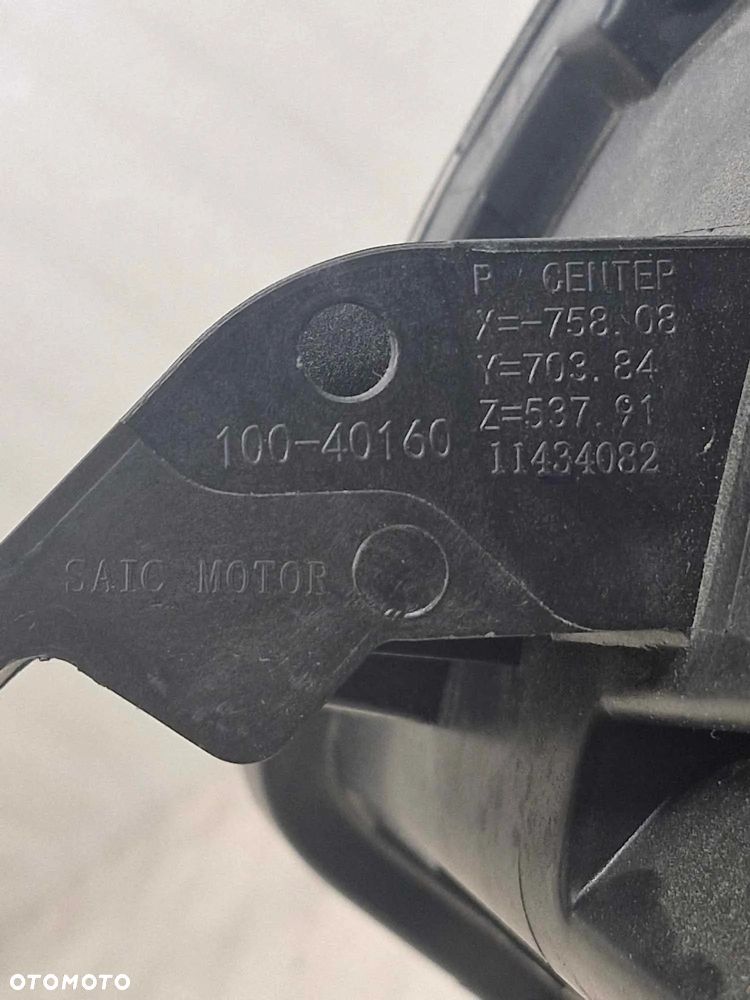 R CENTER
X=-758.08
Y=703.84
Z=537.91
100-40160
11434082
SAIC MOTOR
OTOMOTO